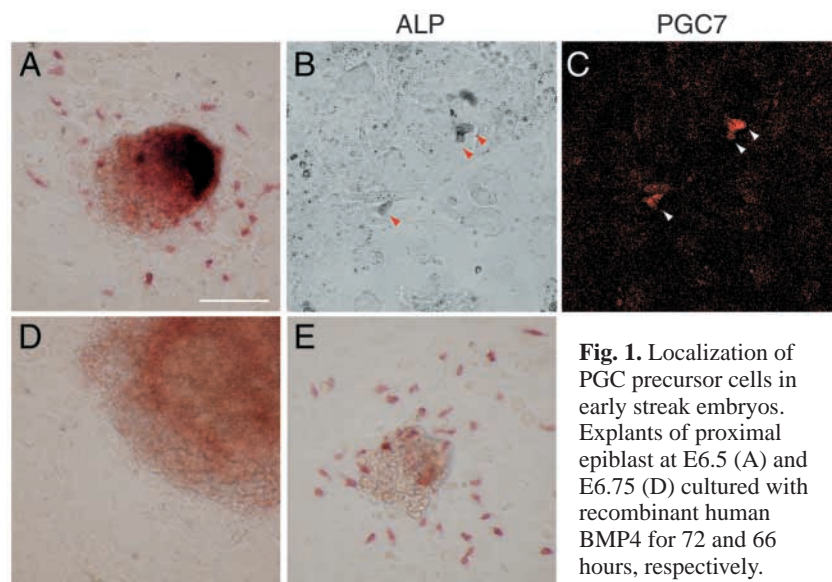 ALP PGC7
A B C
D E
Fig. 1. Localization of
PGC precursor cells in
early streak embryos.
Explants of proximal
epiblast at E6.5 (A) and
E6.75 (D) cultured with
recombinant human
BMP4 for 72 and 66
hours, respectively.